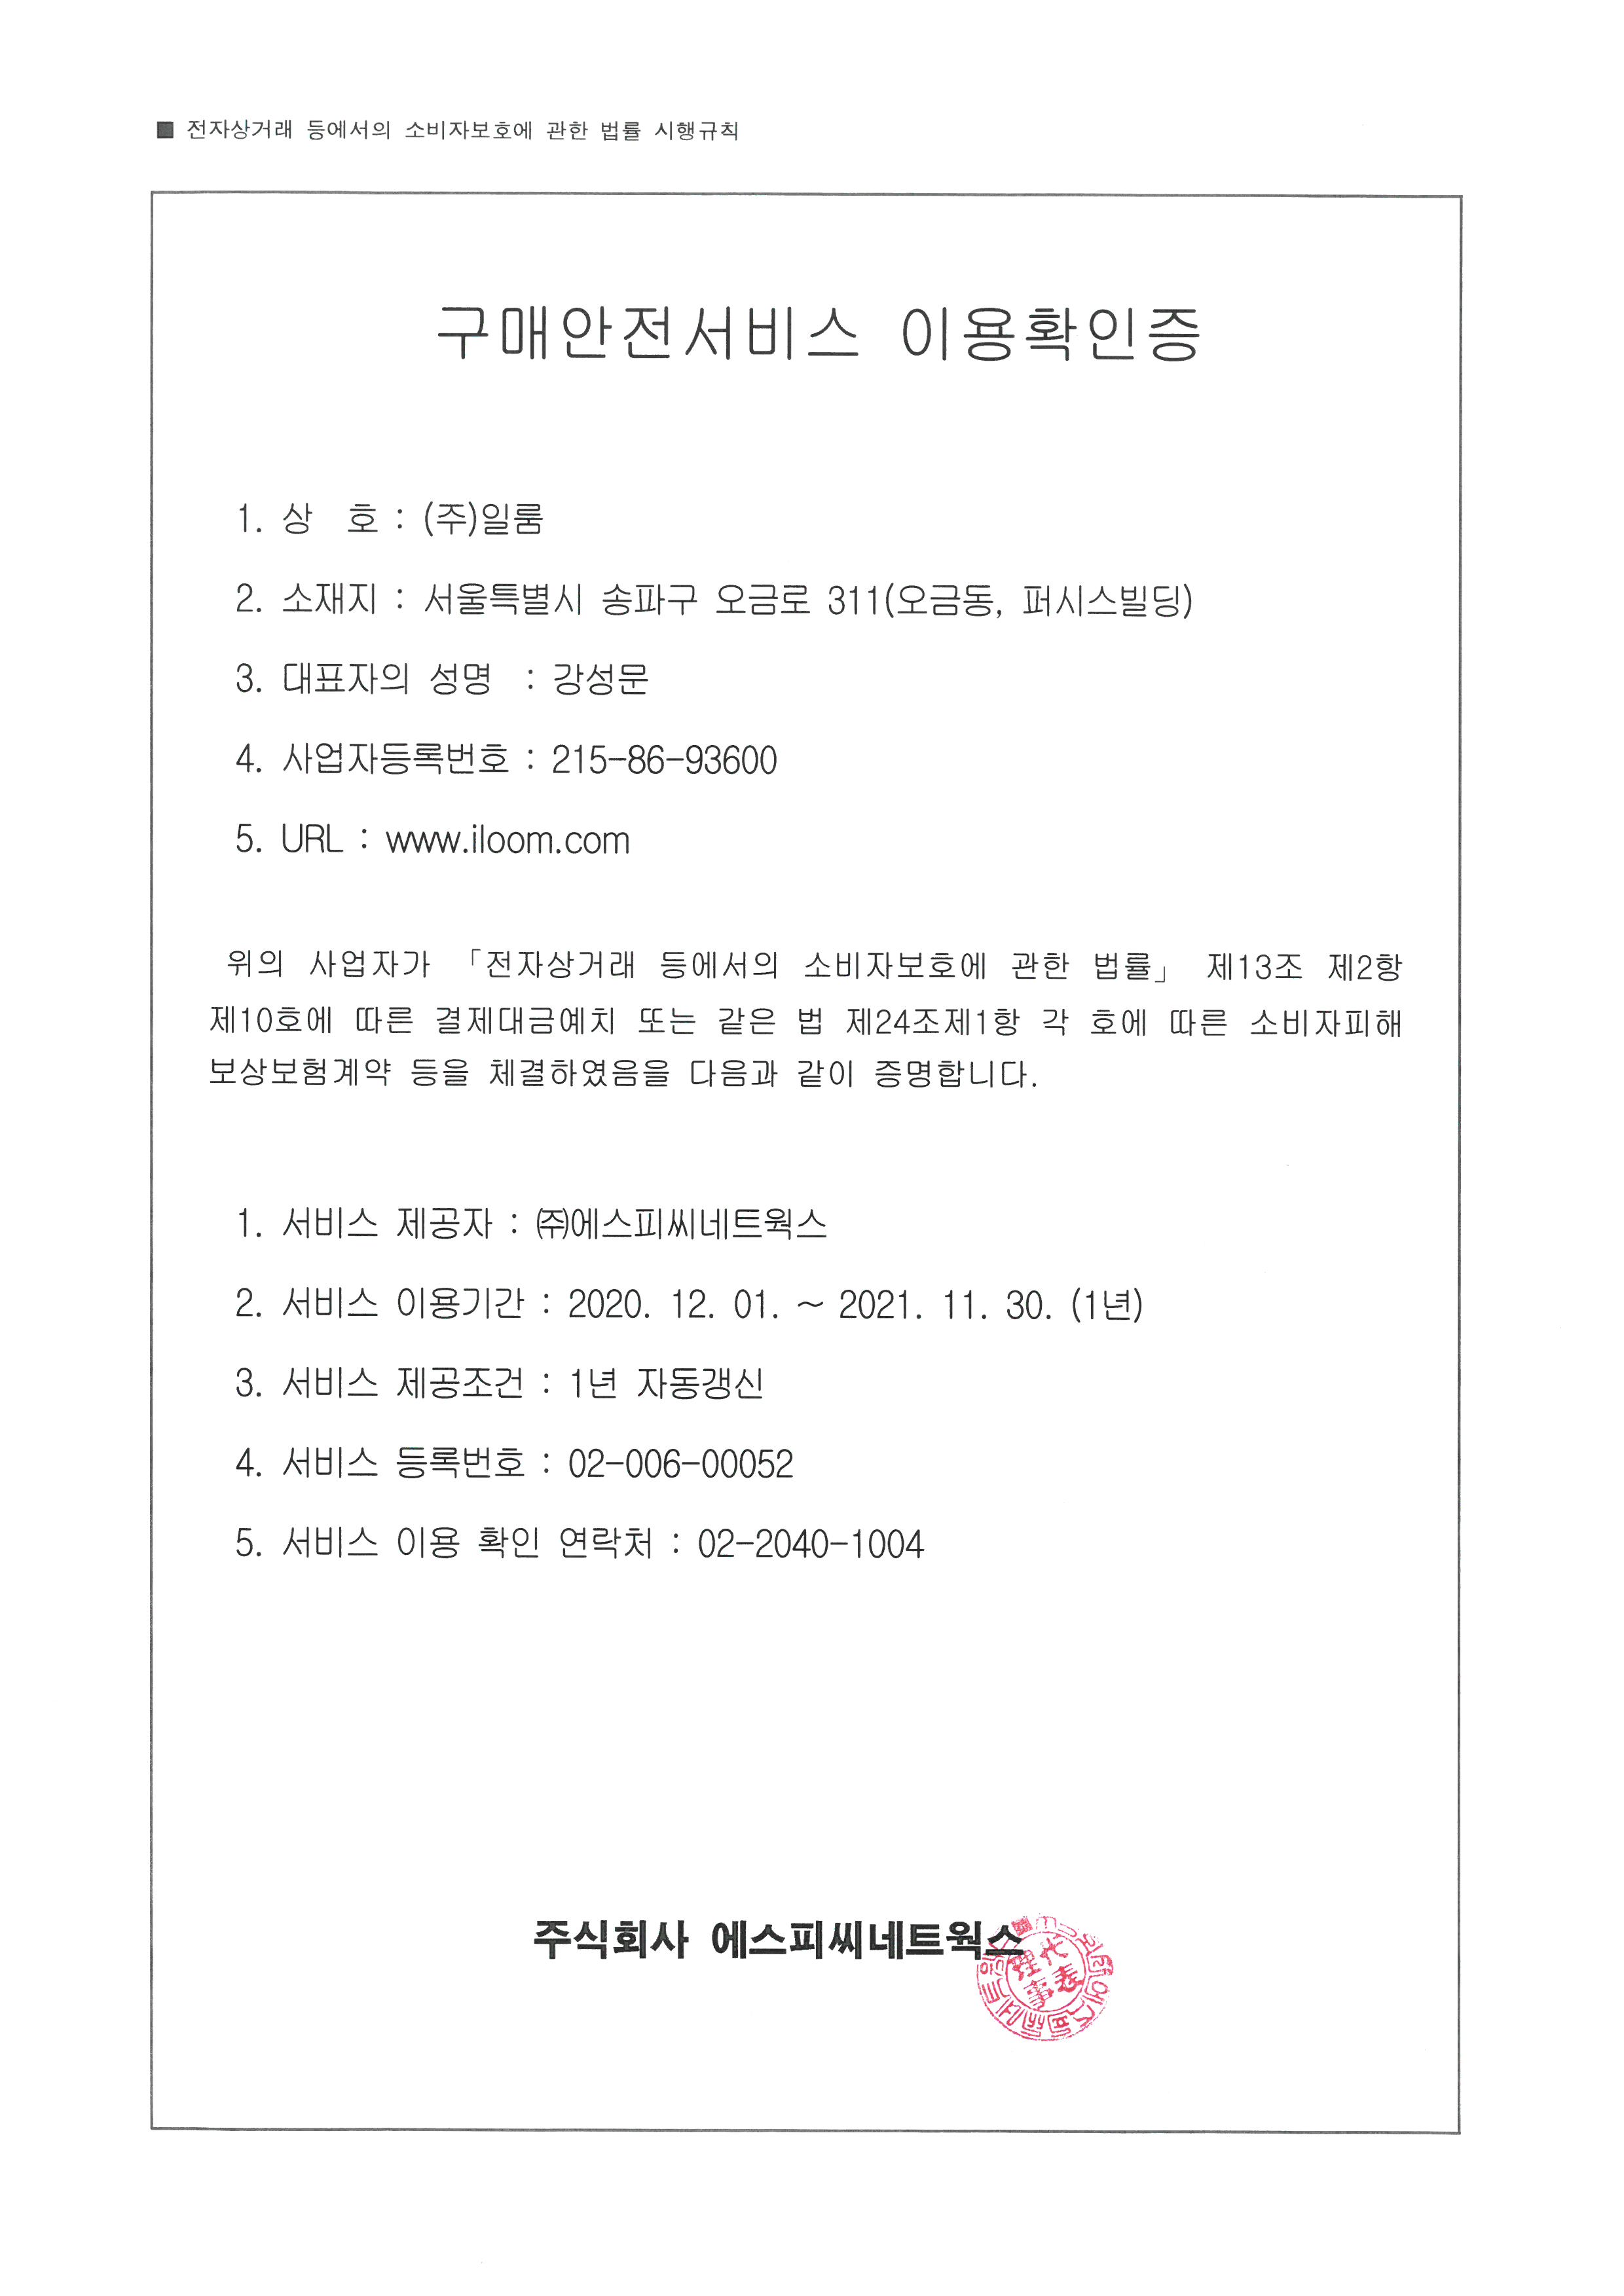 ■ 전자상거래 등에서의 소비자보호에 관한 법률 시행규칙
구매안전서비스 이용확인증
1. 상 호 : (주)일룸
2. 소재지 : 서울특별시 송파구 오금로 311(오금동, 퍼시스빌딩)
3. 대표자의 성명 : 강성문
4. 사업자등록번호 : 215-86-93600
5. URL : www.iloom.com
위의 사업자가 「전자상거래 등에서의 소비자보호에 관한 법률」 제13조 제2항
제10호에 따른 결제대금예치 또는 같은 법 제24조제1항 각 호에 따른 소비자피해
보상보험계약 등을 체결하였음을 다음과 같이 증명합니다.
1. 서비스 제공자 : ㈜에스피씨네트웍스
2. 서비스 이용기간 : 2020. 12. 01. ~ 2021. 11. 30. (1년)
3. 서비스 제공조건 : 1년 자동갱신
4. 서비스 등록번호 : 02-006-00052
5. 서비스 이용 확인 연락처 : 02-2040-1004
주식회사 에스피씨네트웍스
代表
理事